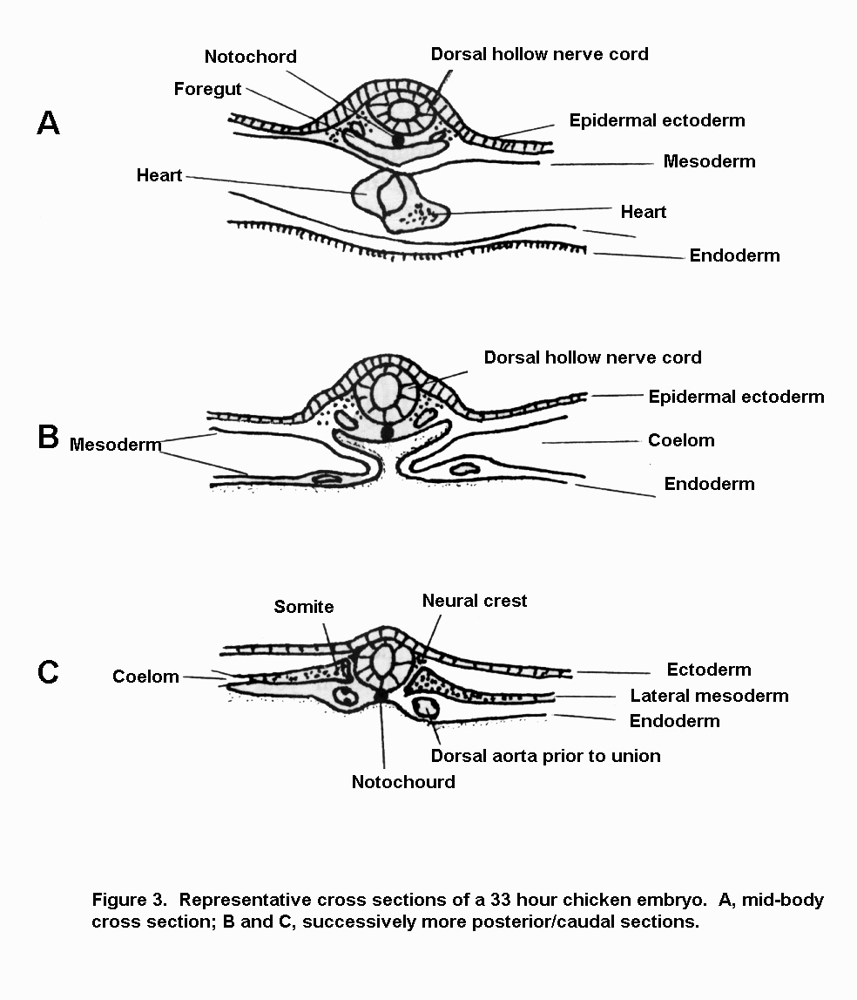 Notochord
Dorsal hollow nerve cord
Foregut
A
Epidermal ectoderm
Mesoderm
Heart
Heart
Endoderm
Dorsal hollow nerve cord
Epidermal ectoderm
B
Mesoderm
Coelom
Endoderm
Somite
Neural crest
C
Coelom
Ectoderm
Lateral mesoderm
Endoderm
Dorsal aorta prior to union
Notochourd
Figure 3. Representative cross sections of a 33 hour chicken embryo. A, mid-body
cross section; B and C, successively more posterior/caudal sections.